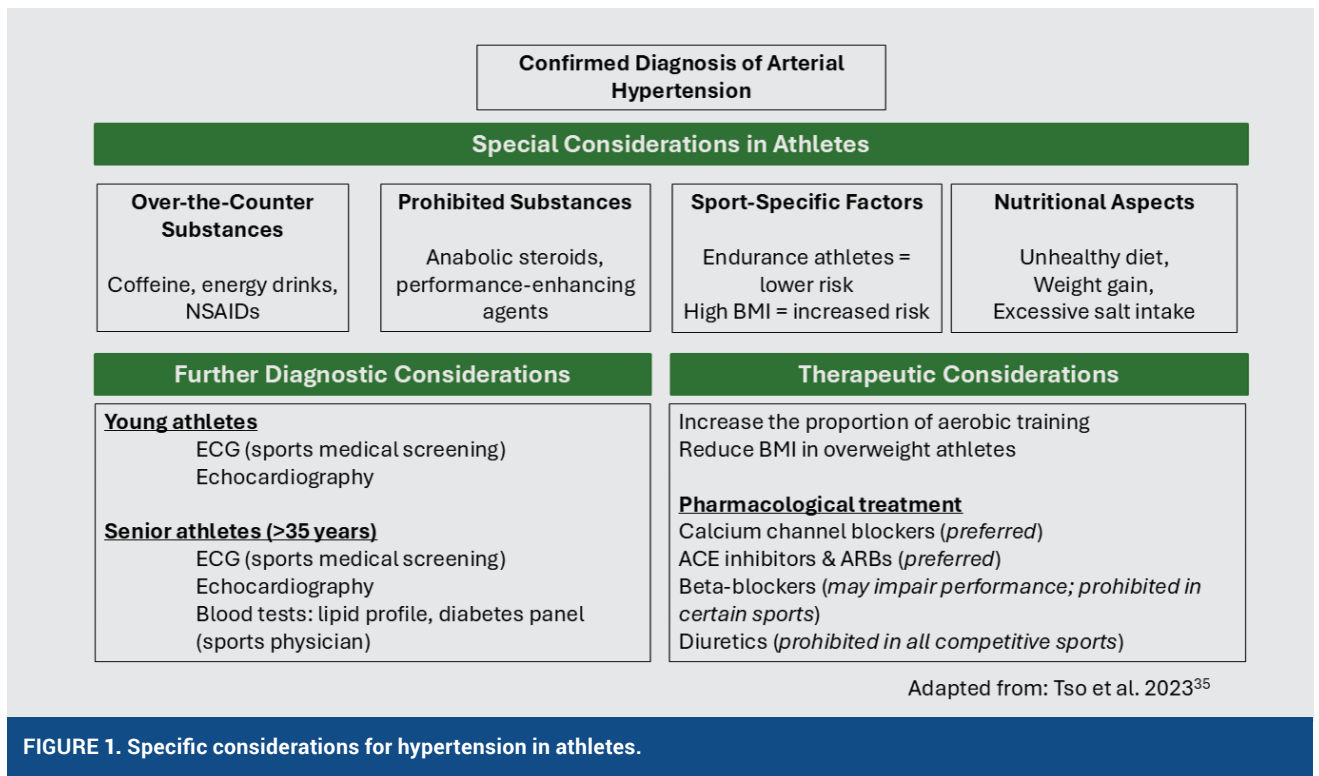 Confirmed Diagnosis of Arterial
Hypertension
Special Considerations in Athletes
Over-the-Counter
Substances
Coffeine, energy drinks,
NSAIDs
Prohibited Substances
Anabolic steroids,
performance-enhancing
agents
Sport-Specific Factors
Endurance athletes =
lower risk
High BMI = increased risk
Nutritional Aspects
Unhealthy diet,
Weight gain,
Excessive salt intake
Further Diagnostic Considerations
Young athletes
ECG (sports medical screening)
Echocardiography
Senior athletes (>35 years)
ECG (sports medical screening)
Echocardiography
Blood tests: lipid profile, diabetes panel
(sports physician)
Therapeutic Considerations
Increase the proportion of aerobic training
Reduce BMI in overweight athletes
Pharmacological treatment
Calcium channel blockers (preferred)
ACE inhibitors & ARBs (preferred)
Beta-blockers (may impair performance; prohibited in
certain sports)
Diuretics (prohibited in all competitive sports)
Adapted from: Tso et al. 2023³⁵
FIGURE 1. Specific considerations for hypertension in athletes.